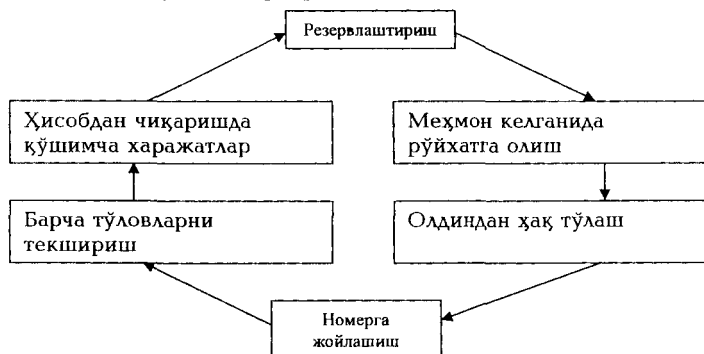 Резервлаштириш
Меҳмон келганида
рўйхатга олиш
Олдиндан ҳақ тўлаш
Номерга
жойлашиш
Барча тўловларни
текшириш
Ҳисобдан чиқаришда
қўшимча харажатлар